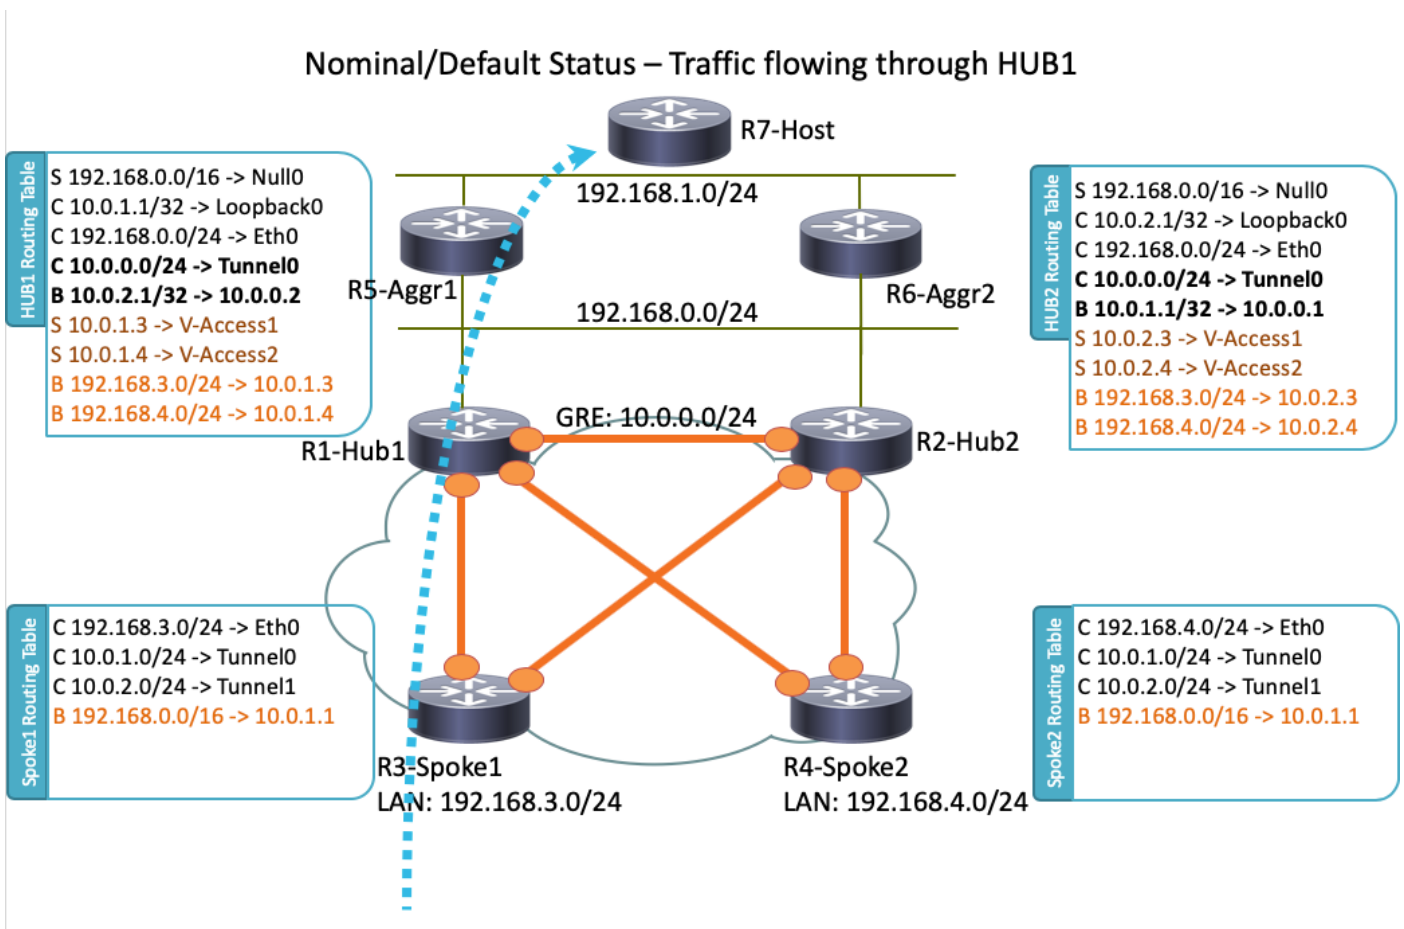 Nominal/Default Status – Traffic flowing through HUB1
R7-Host
HUB1 Routing Table
S 192.168.0.0/16 -> Null0
C 10.0.1.1/32 -> Loopback0
C 192.168.0.0/24 -> Eth0
C 10.0.0.0/24 -> Tunnel0
B 10.0.2.1/32 -> 10.0.0.2
S 10.0.1.3 -> V-Access1
S 10.0.1.4 -> V-Access2
B 192.168.3.0/24 -> 10.0.1.3
B 192.168.4.0/24 -> 10.0.1.4
192.168.1.0/24
HUB2 Routing Table
S 192.168.0.0/16 -> Null0
C 10.0.2.1/32 -> Loopback0
C 192.168.0.0/24 -> Eth0
C 10.0.0.0/24 -> Tunnel0
B 10.0.1.1/32 -> 10.0.0.1
S 10.0.2.3 -> V-Access1
S 10.0.2.4 -> V-Access2
B 192.168.3.0/24 -> 10.0.2.3
B 192.168.4.0/24 -> 10.0.2.4
R5-Aggr1
R6-Aggr2
192.168.0.0/24
GRE: 10.0.0.0/24
R1-Hub1
R2-Hub2
Spoke1 Routing Table
C 192.168.3.0/24 -> Eth0
C 10.0.1.0/24 -> Tunnel0
C 10.0.2.0/24 -> Tunnel1
B 192.168.0.0/16 -> 10.0.1.1
Spoke2 Routing Table
C 192.168.4.0/24 -> Eth0
C 10.0.1.0/24 -> Tunnel0
C 10.0.2.0/24 -> Tunnel1
B 192.168.0.0/16 -> 10.0.1.1
R3-Spoke1
LAN: 192.168.3.0/24
R4-Spoke2
LAN: 192.168.4.0/24